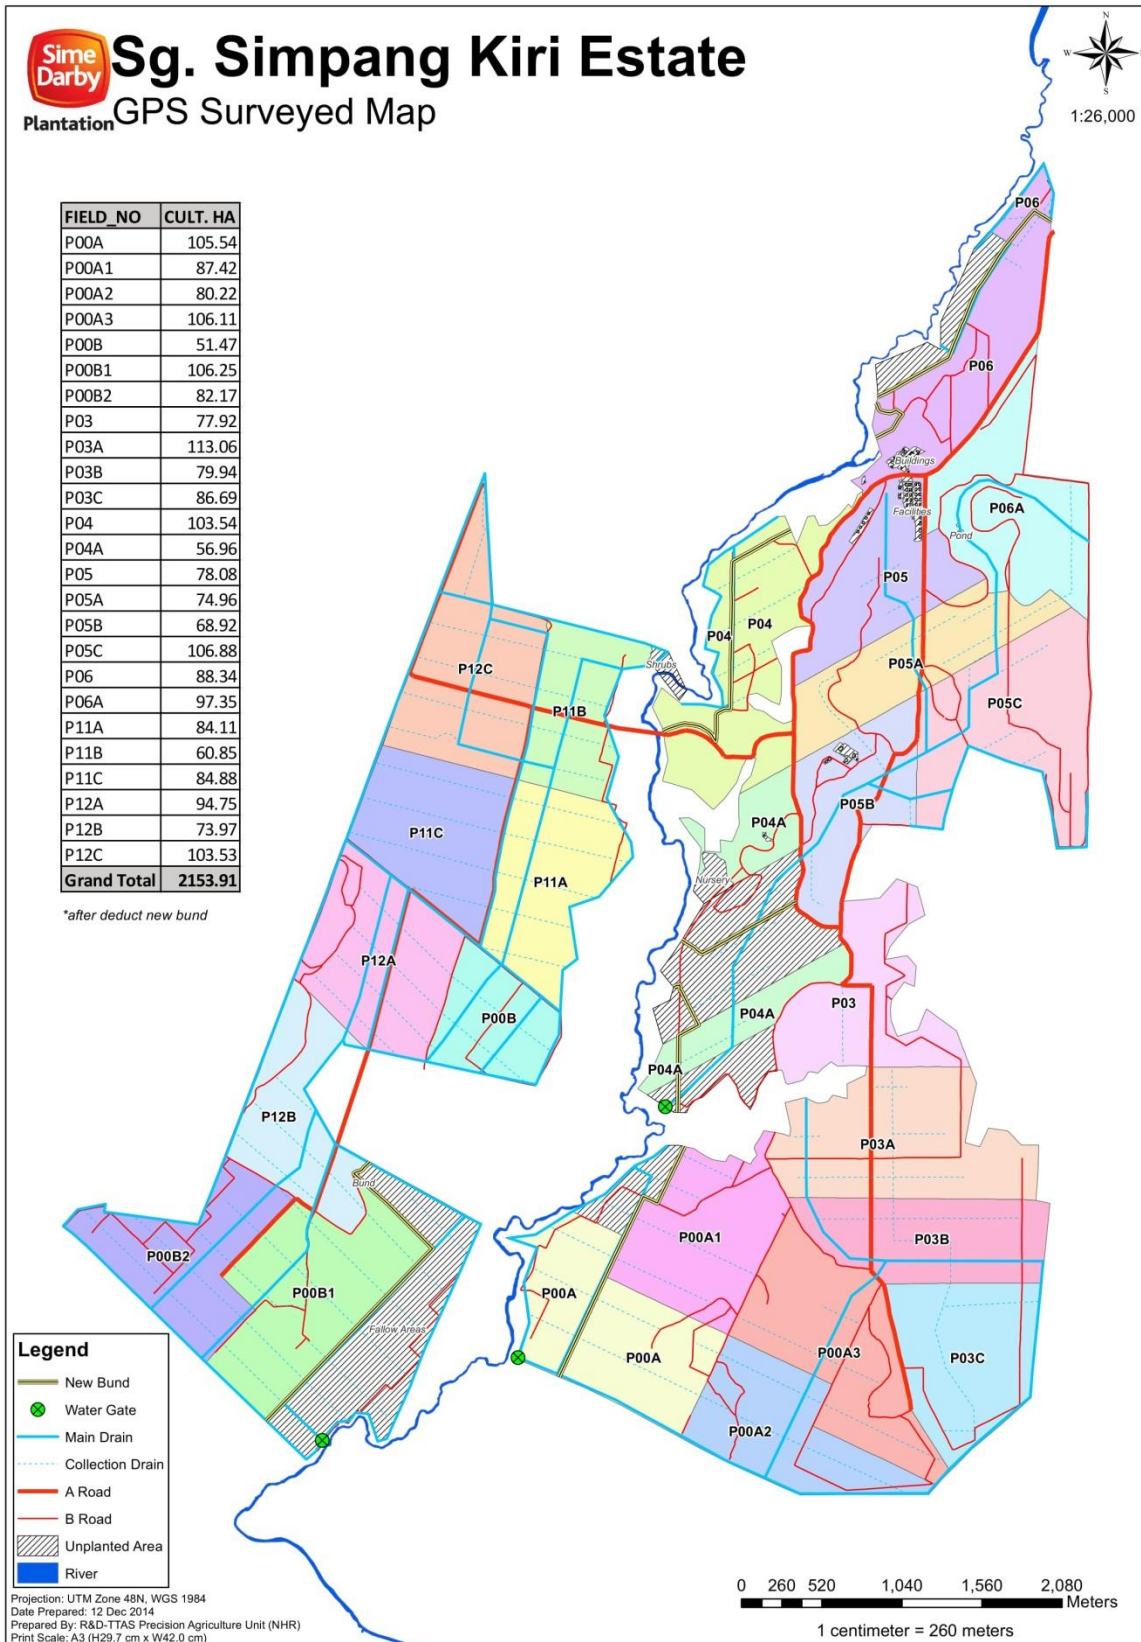 Sime
Darby
Plantation
Sg. Simpang Kiri Estate
GPS Surveyed Map
N
W
S
1:26,000
FIELD_NO CULT. HA
P00A 105.54
P00A1 87.42
P00A2 80.22
P00A3 106.11
P00B 51.47
P00B1 106.25
P00B2 82.17
P03 77.92
P03A 113.06
P03B 79.94
P03C 86.69
P04 103.54
P04A 56.96
P05 78.08
P05A 74.96
P05B 68.92
P05C 106.88
P06 88.34
P06A 97.35
P11A 84.11
P11B 60.85
P11C 84.88
P12A 94.75
P12B 73.97
P12C 103.53
Grand Total 2153.91
*after deduct new bund
P06
P06
Buildings
Facilities
P06A
Pond
P05
P04
P04
Shrubs
P05A
P12C
P05C
P11B
P05B
P04A
P11C
Nursery
P11A
P12A
P03
P04A
P00B
P04A
P12B
P03A
Bund
P00A1
P03B
P00B2
P00B1
P00A
Fallow Areas
P00A
P00A3
P03C
P00A2
Legend
New Bund
Water Gate
Main Drain
Collection Drain
A Road
B Road
Unplanted Area
River
Projection: UTM Zone 48N, WGS 1984
Date Prepared: 12 Dec 2014
Prepared By: R&D-TTAS Precision Agriculture Unit (NHR)
Print Scale: A3 (H29.7 cm x W42.0 cm)
0 260 520 1,040 1,560 2,080
Meters
1 centimeter = 260 meters